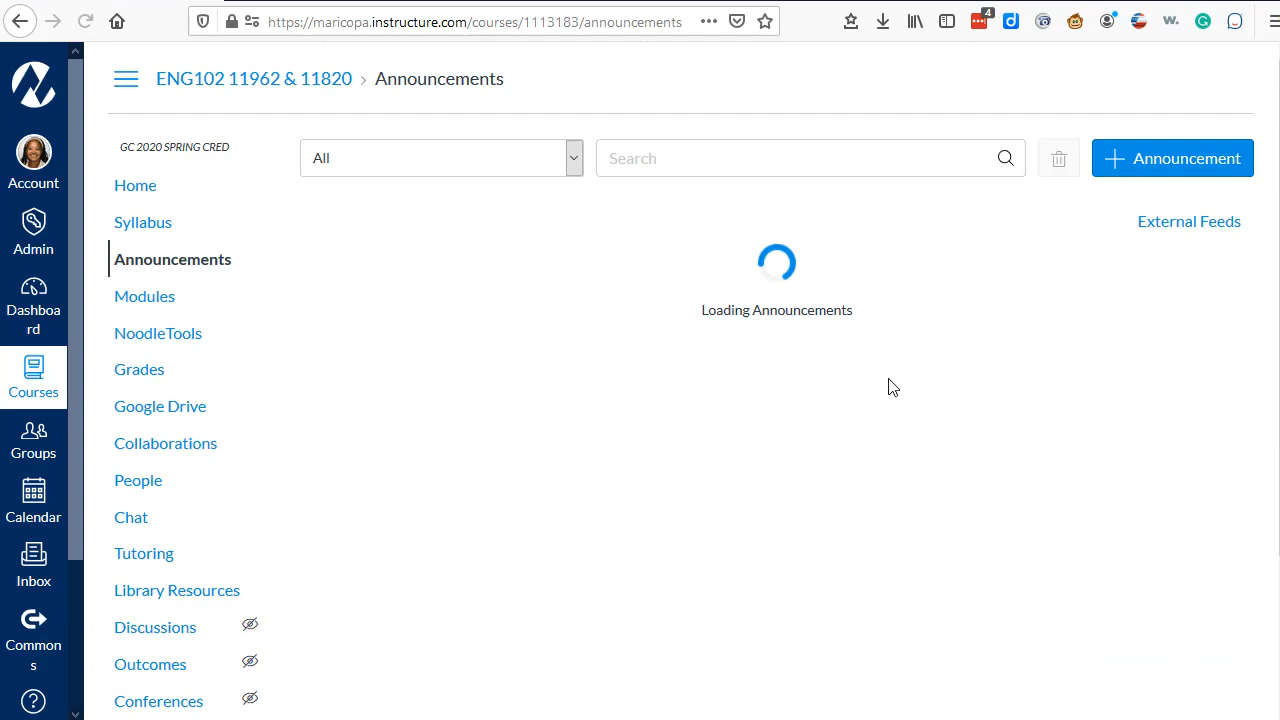 https://maricopa.instructure.com/courses/1113183/announcements
4
w.
ENG102 11962 & 11820 > Announcements
Account
Admin
Dashboa
rd
Courses
Groups
Calendar
Inbox
Common
s
GC 2020 SPRING CRED
Home
Syllabus
Announcements
Modules
NoodleTools
Grades
Google Drive
Collaborations
People
Chat
Tutoring
Library Resources
Discussions
Outcomes
Conferences
All
Search
Announcement
External Feeds
Loading Announcements